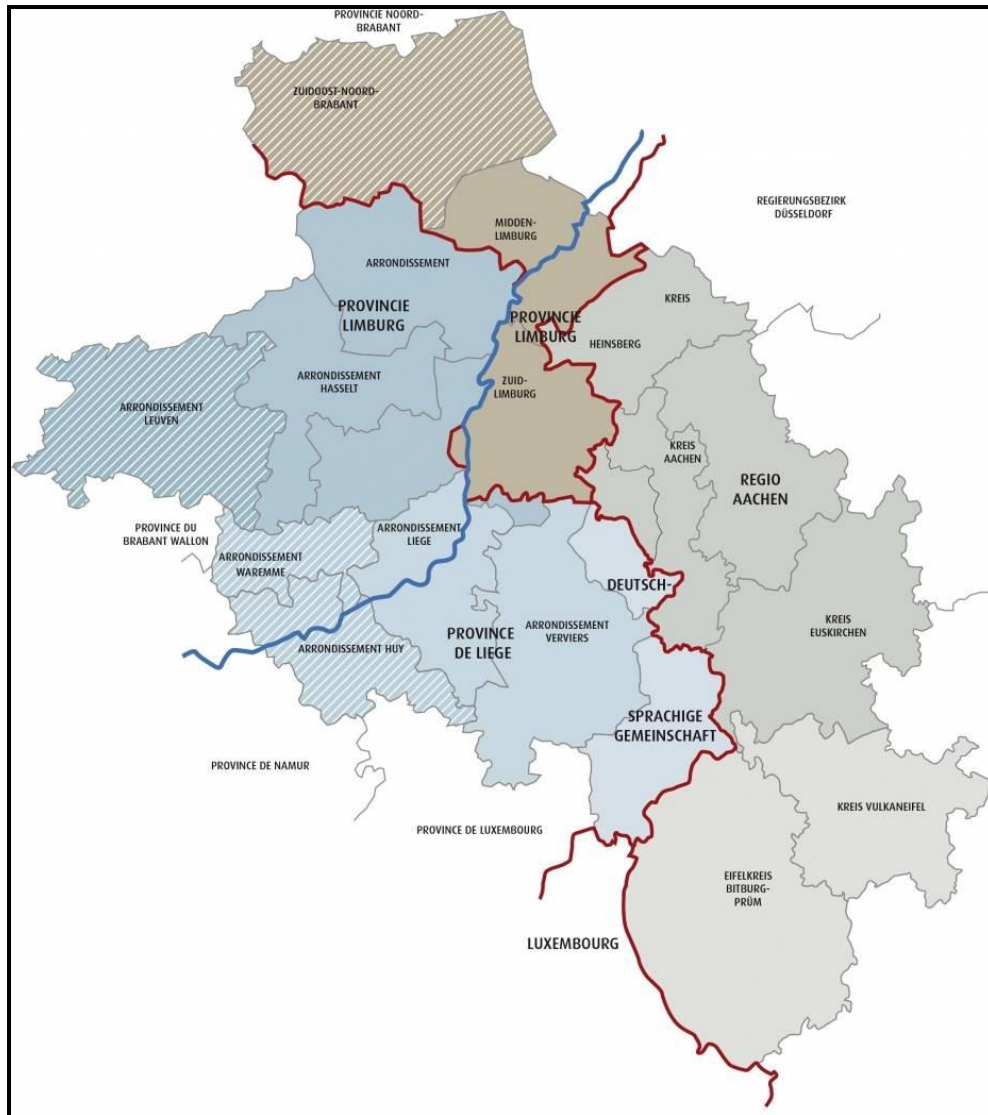 PROVINCIE NOORD-
BRABANT
ZUIDOOST-NOORD-
BRABANT
REGIERUNGSBEZIRK
DÜSSELDORF
MIDDEN-
LIMBURG
ARRONDISSEMENT
KREIS
PROVINCIE
LIMBURG
PROVINCIE
LIMBURG
HEINSBERG
ARRONDISSEMENT
HASSELT
ZUID-
LIMBURG
ARRONDISSEMENT
LEUVEN
KREIS
AACHEN
REGIO
AACHEN
PROVINCE DU
BRABANT WALLON
ARRONDISSEMENT
LIEGE
ARRONDISSEMENT
WAREMME
DEUTSCH-
KREIS
EUSKIRCHEN
ARRONDISSEMENT
VERVIERS
PROVINCE
DE LIEGE
ARRONDISSEMENT HUY
SPRACHIGE
GEMEINSCHAFT
PROVINCE DE NAMUR
KREIS VULKANEIFEL
PROVINCE DE LUXEMBOURG
EIFELKREIS
BITBURG-
PRÜM
LUXEMBOURG